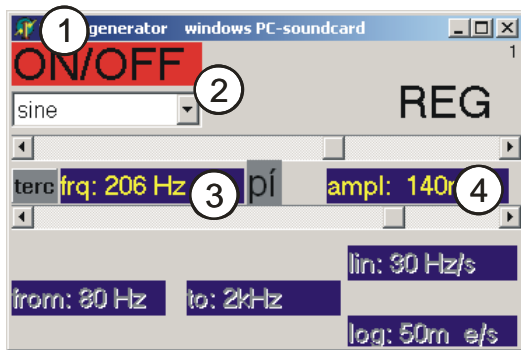 1 generator windows PC-soundcard
ON/OFF
1
2
sine
REG
terc frq: 206 Hz 3 pí ampl: 140 4
lin: 30 Hz/s
from: 80 Hz to: 2kHz
log: 50m e/s